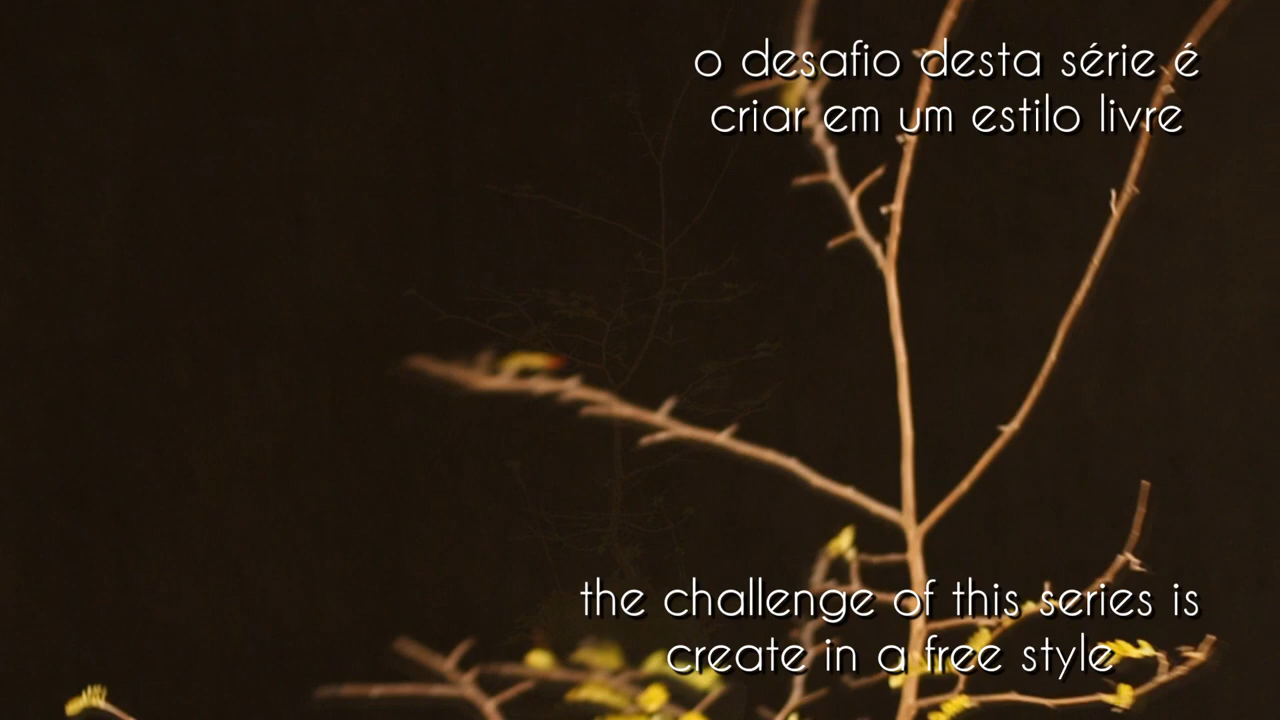 o desafio desta série é
criar em um estilo livre
the challenge of this series is
create in a free style